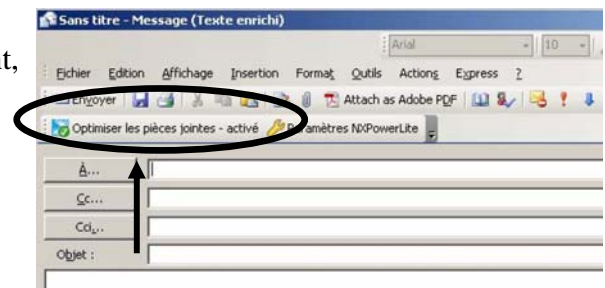 Sans titre - Message (Texte enrichi)
nt,
Arial 10
Fichier Edition Affichage Insertion Format Outils Actions Express ?
Envoyer Attach as Adobe PDF
Optimiser les pièces jointes - activé Paramètres NXPowerLite
À...
Cc...
Cci...
Objet :